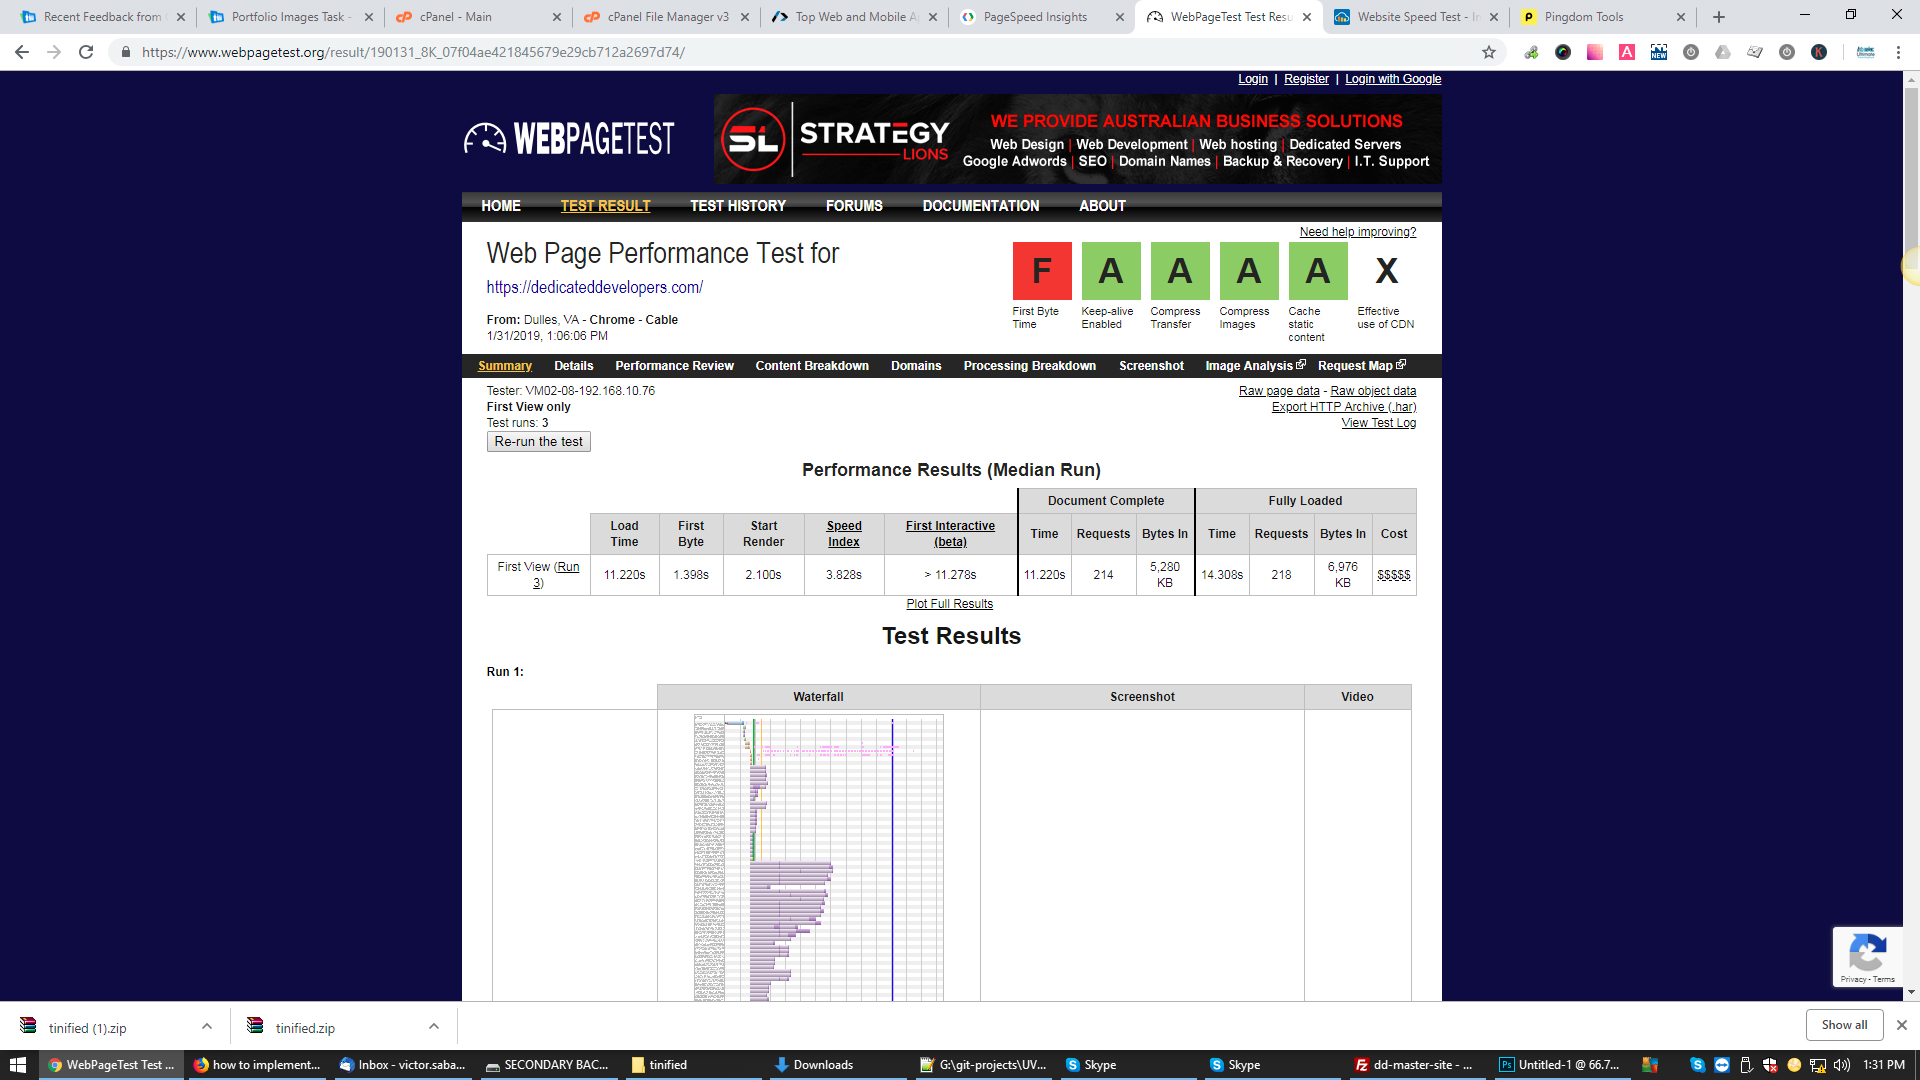 Recent Feedback from
Portfolio Images Task -
cPanel - Main
cPanel File Manager v3
Top Web and Mobile A
PageSpeed Insights
WebPageTest Test Resu
Website Speed Test - In
Pingdom Tools
https://www.webpagetest.org/result/190131_8K_07f04ae421845679e29cb712a2697d74/
Login | Register | Login with Google
WEBPAGETEST
SL STRATEGY LIONS
WE PROVIDE AUSTRALIAN BUSINESS SOLUTIONS
Web Design | Web Development | Web hosting | Dedicated Servers
Google Adwords | SEO | Domain Names | Backup & Recovery | I.T. Support
HOME TEST RESULT TEST HISTORY FORUMS DOCUMENTATION ABOUT
Need help improving?
Web Page Performance Test for
https://dedicateddevelopers.com/
From: Dulles, VA - Chrome - Cable
1/31/2019, 1:06:06 PM
F A A A A X
First Byte Time
Keep-alive Enabled
Compress Transfer
Compress Images
Cache static content
Effective use of CDN
Summary Details Performance Review Content Breakdown Domains Processing Breakdown Screenshot Image Analysis Request Map
Tester: VM02-08-192.168.10.76
First View only
Test runs: 3
Re-run the test
Raw page data - Raw object data
Export HTTP Archive (.har)
View Test Log
Performance Results (Median Run)
Document Complete Fully Loaded
Load Time First Byte Start Render Speed Index First Interactive (beta) Time Requests Bytes In Time Requests Bytes In Cost
First View (Run 3) 11.220s 1.398s 2.100s 3.828s > 11.278s 11.220s 214 5,280 KB 14.308s 218 6,976 KB $$$$$
Plot Full Results
Test Results
Run 1:
Waterfall Screenshot Video
Privacy - Terms
tinified (1).zip
tinified.zip
Show all
WebPageTest Test ...
how to implement...
Inbox - victor.saba...
SECONDARY BAC...
tinified
Downloads
G:\git-projects\UV...
Skype
Skype
dd-master-site - ...
Untitled-1 @ 66.7...
1:31 PM